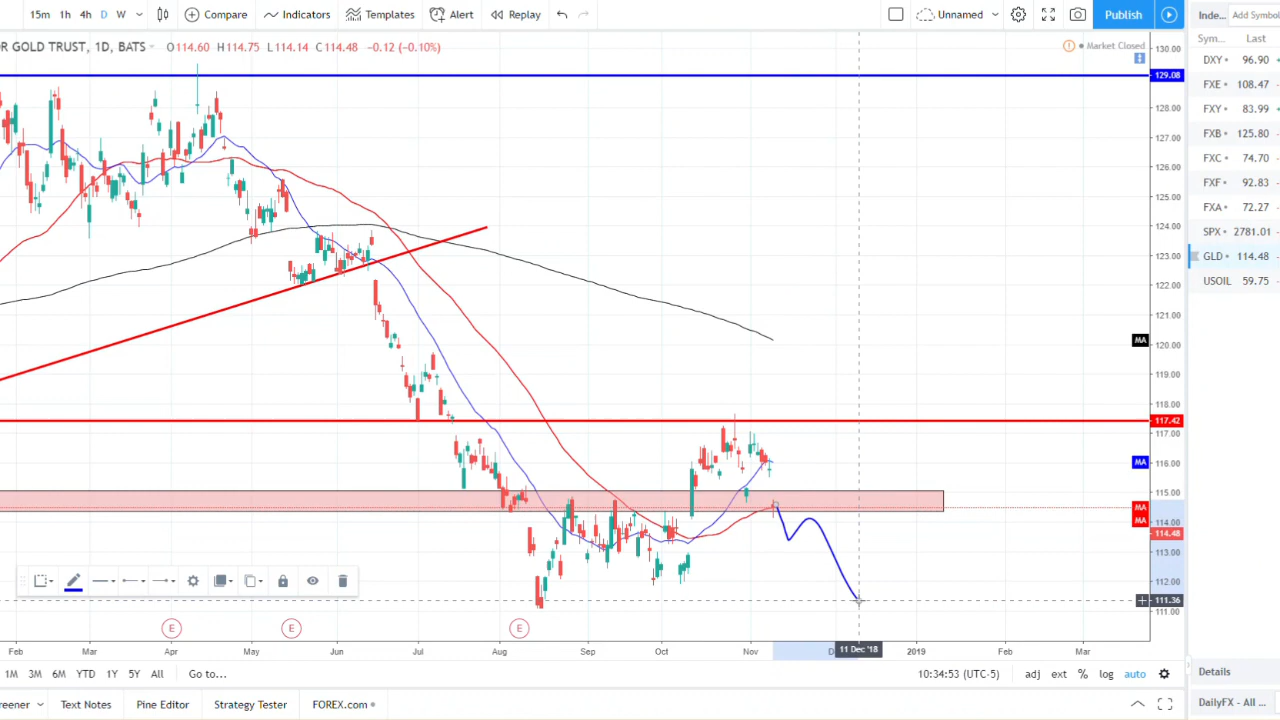 15m 1h 4h D W Compare Indicators Templates Alert Replay Unnamed Publish Inde... Add Symbo
R GOLD TRUST, 1D, BATS O114.60 H114.75 L114.14 C114.48 -0.12 (-0.10%)
Market Closed
Sym... Last
DXY 96.90
FXE 108.47
FXY 83.99
FXB 125.80
FXC 74.70
FXF 92.83
FXA 72.27
SPX 2781.01
GLD 114.48
USOIL 59.75
130.00
129.08
128.00
127.00
126.00
125.00
124.00
123.00
122.00
121.00
MA
120.00
119.00
118.00
117.42
117.00
MA 116.00
115.00
MA
MA
114.00
114.48
113.00
112.00
111.36
111.00
E E E
Feb Mar Apr May Jun Jul Aug Sep Oct Nov D 11 Dec '18 2019 Feb Mar
1M 3M 6M YTD 1Y 5Y All Go to... 10:34:53 (UTC-5) adj ext % log auto
Details
reener Text Notes Pine Editor Strategy Tester FOREX.com
DailyFX - All ...